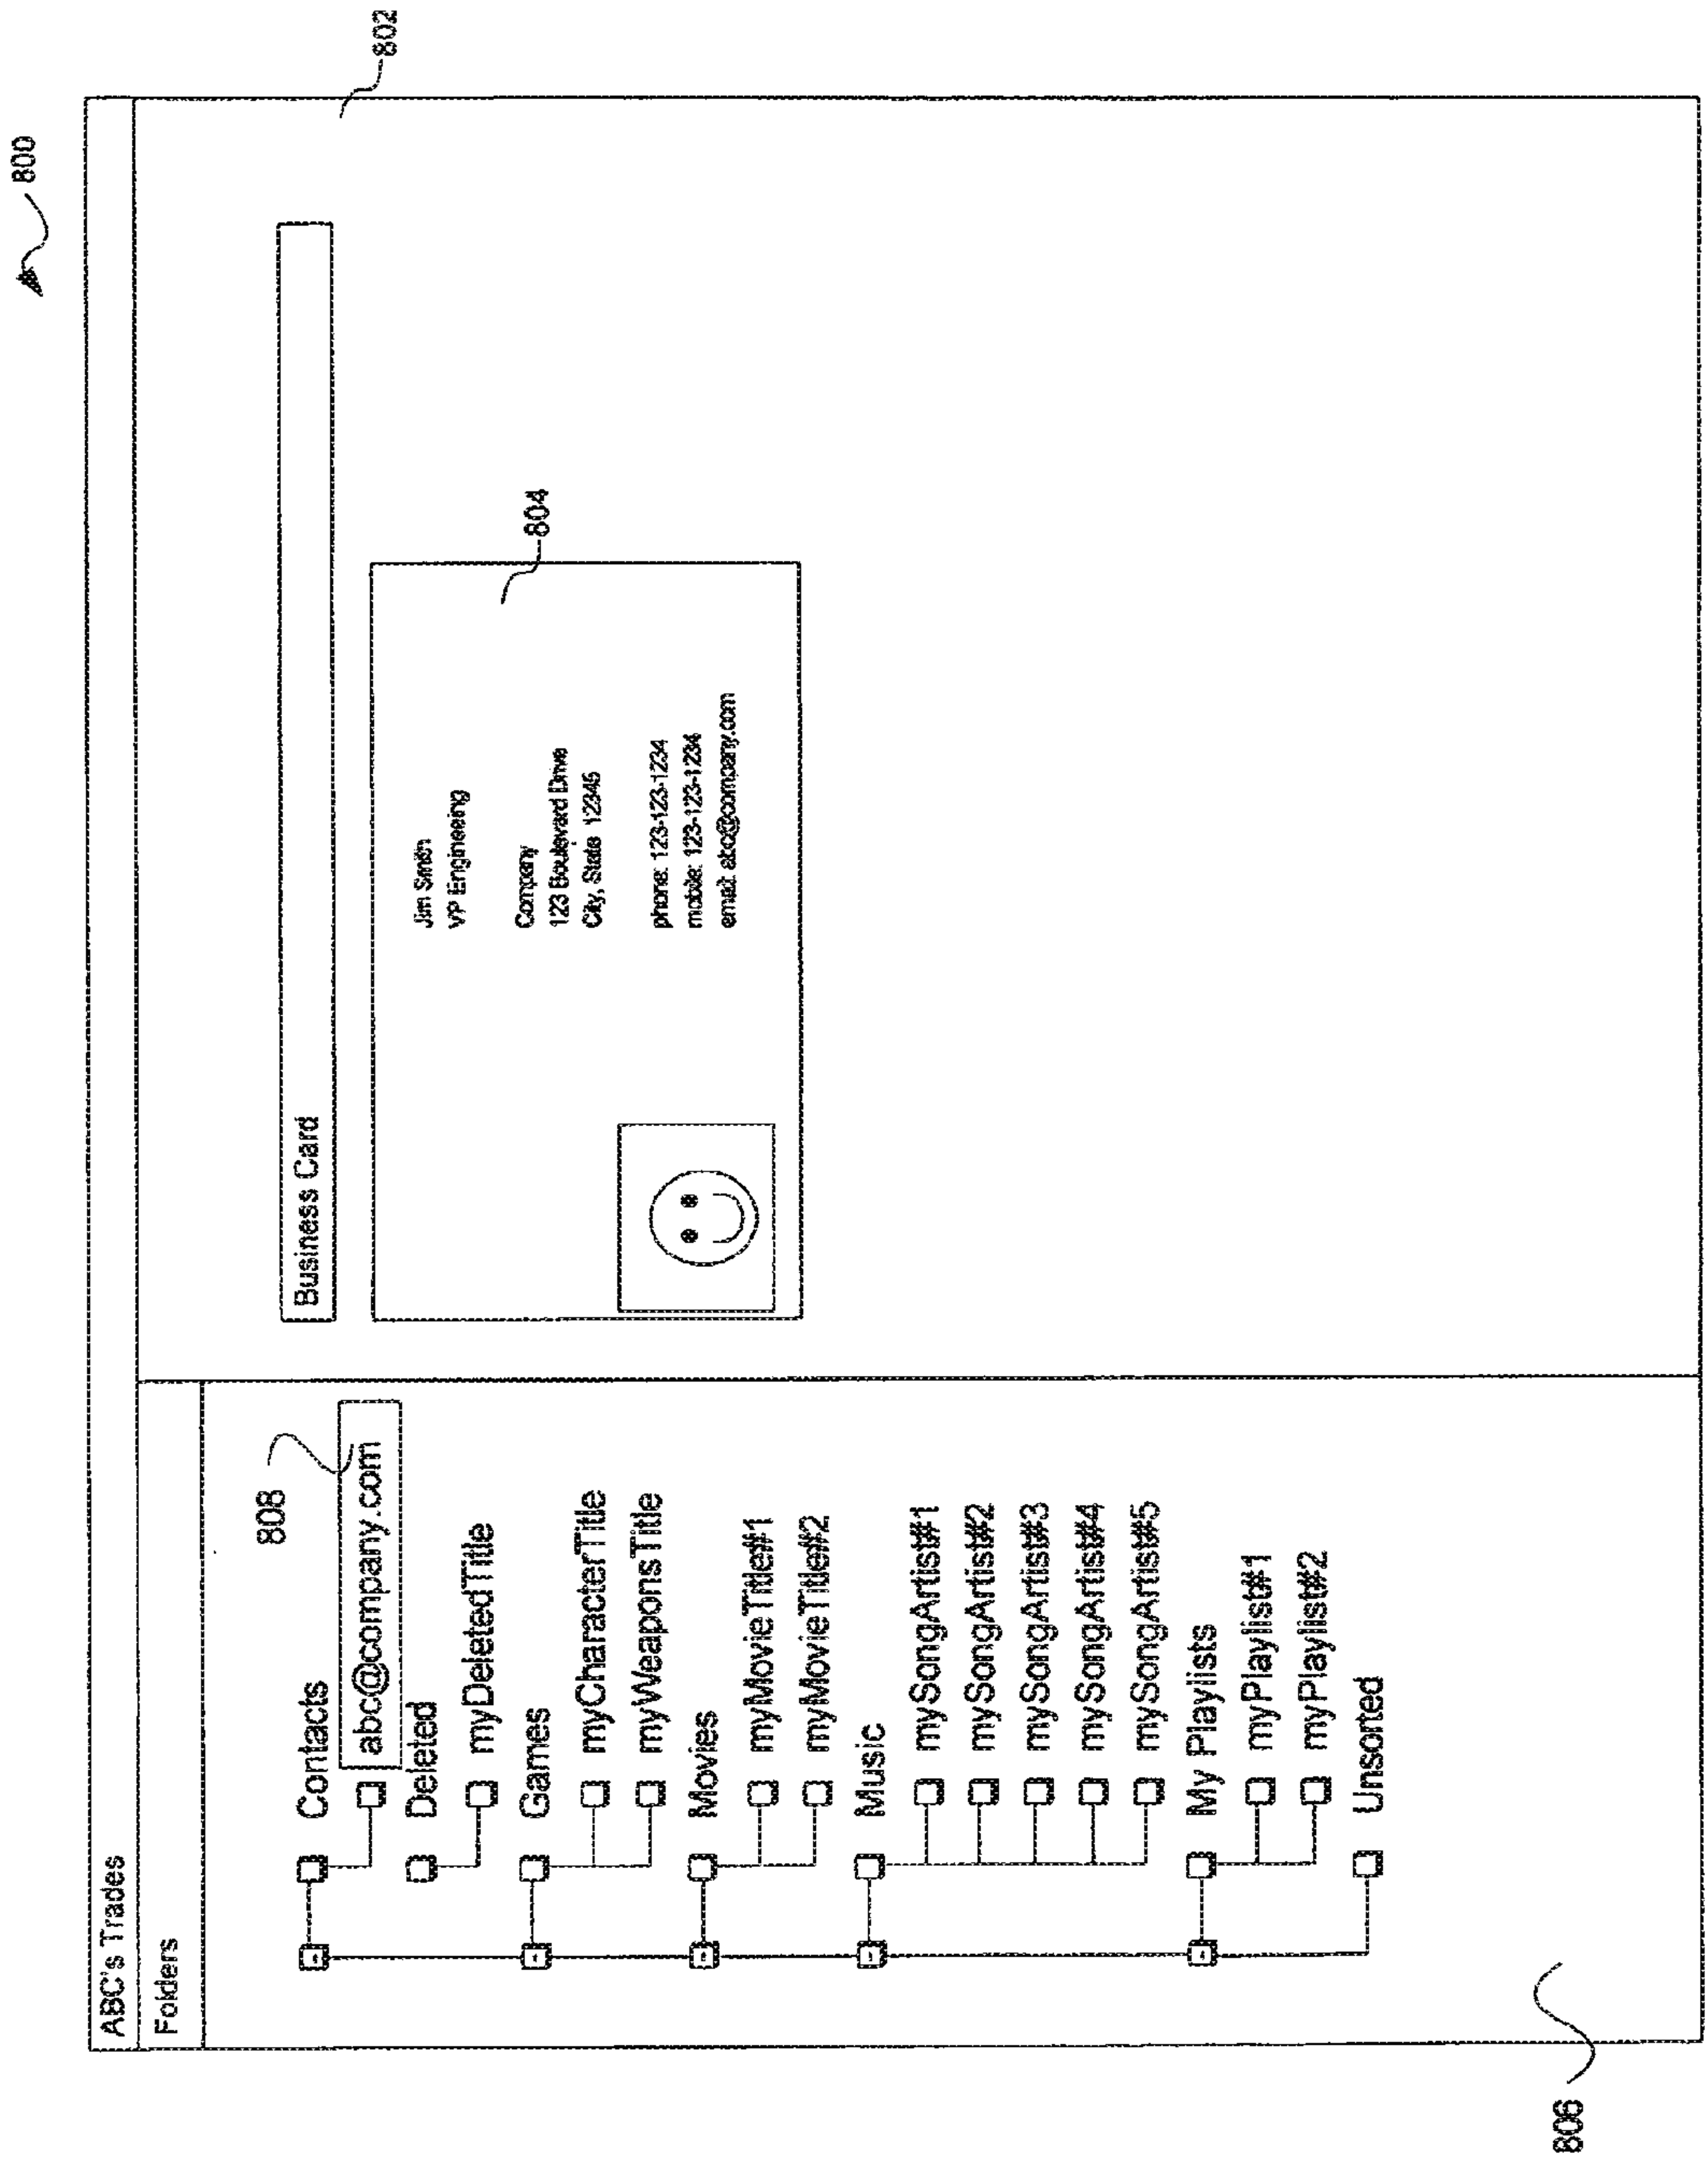 800
ABC's Trades
802
Folders
808
Contacts
abc@company.com
Deleted
myDeletedTitle
Games
myCharacterTitle
myWeaponsTitle
Movies
myMovieTitle#1
myMovieTitle#2
Music
mySongArtist#1
mySongArtist#2
mySongArtist#3
mySongArtist#4
mySongArtist#5
My Playlists
myPlaylist#1
myPlaylist#2
Unsorted
806
Business Card
804
Jim Smith
VP Engineering
Company
123 Boulevard Drive
City, State 12345
phone: 123-123-1234
mobile: 123-123-1234
email: abc@company.com